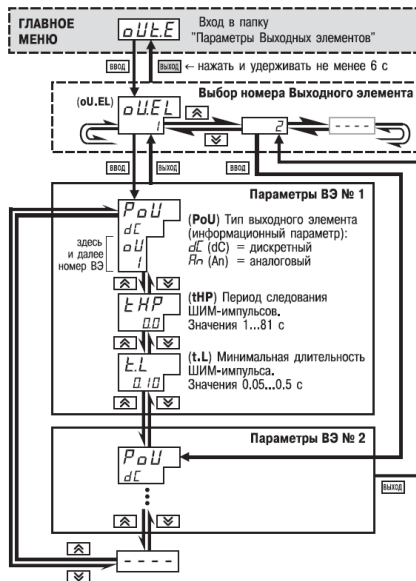 ГЛАВНОЕ
МЕНЮ
oUt.E
Вход в папку
"Параметры Выходных элементов"
ввод
выход
← нажать и удерживать не менее 6 с
Выбор номера Выходного элемента
(oU.EL)
oU.EL
1
2
----
ввод
выход
ввод
Параметры ВЭ № 1
PoU
dC
oU
1
здесь
и далее
номер ВЭ
(PoU) Тип выходного элемента
(информационный параметр):
dC (dC) = дискретный
An (An) = аналоговый
tHP
0.0
(tHP) Период следования
ШИМ-импульсов.
Значения 1...81 с
t.L
0.10
(t.L) Минимальная длительность
ШИМ-импульса.
Значения 0.05...0.5 с
Параметры ВЭ № 2
PoU
dC
выход
----